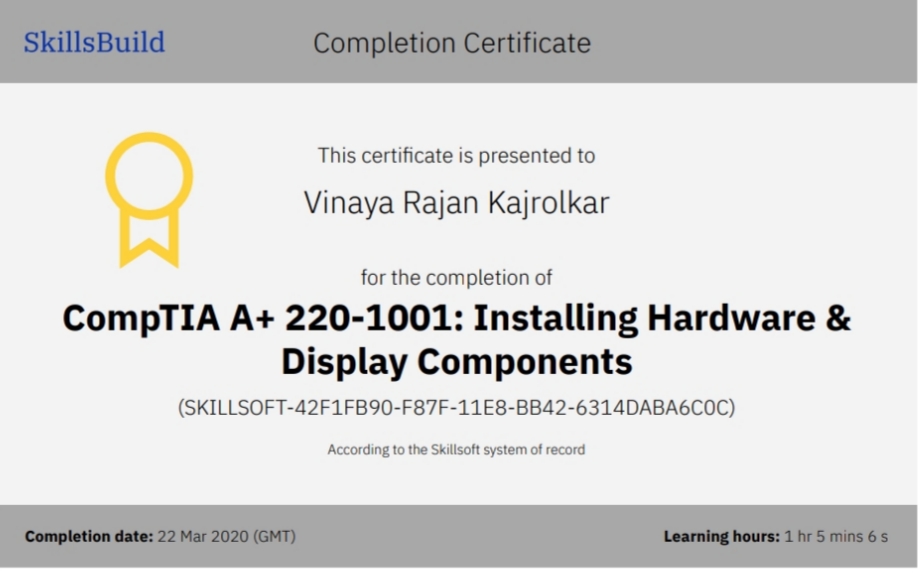 SkillsBuild
Completion Certificate
This certificate is presented to
Vinaya Rajan Kajrolkar
for the completion of
CompTIA A+ 220-1001: Installing Hardware &
Display Components
(SKILLSOFT-42F1FB90-F87F-11E8-BB42-6314DABA6C0C)
According to the Skillsoft system of record
Completion date: 22 Mar 2020 (GMT)
Learning hours: 1 hr 5 mins 6 s